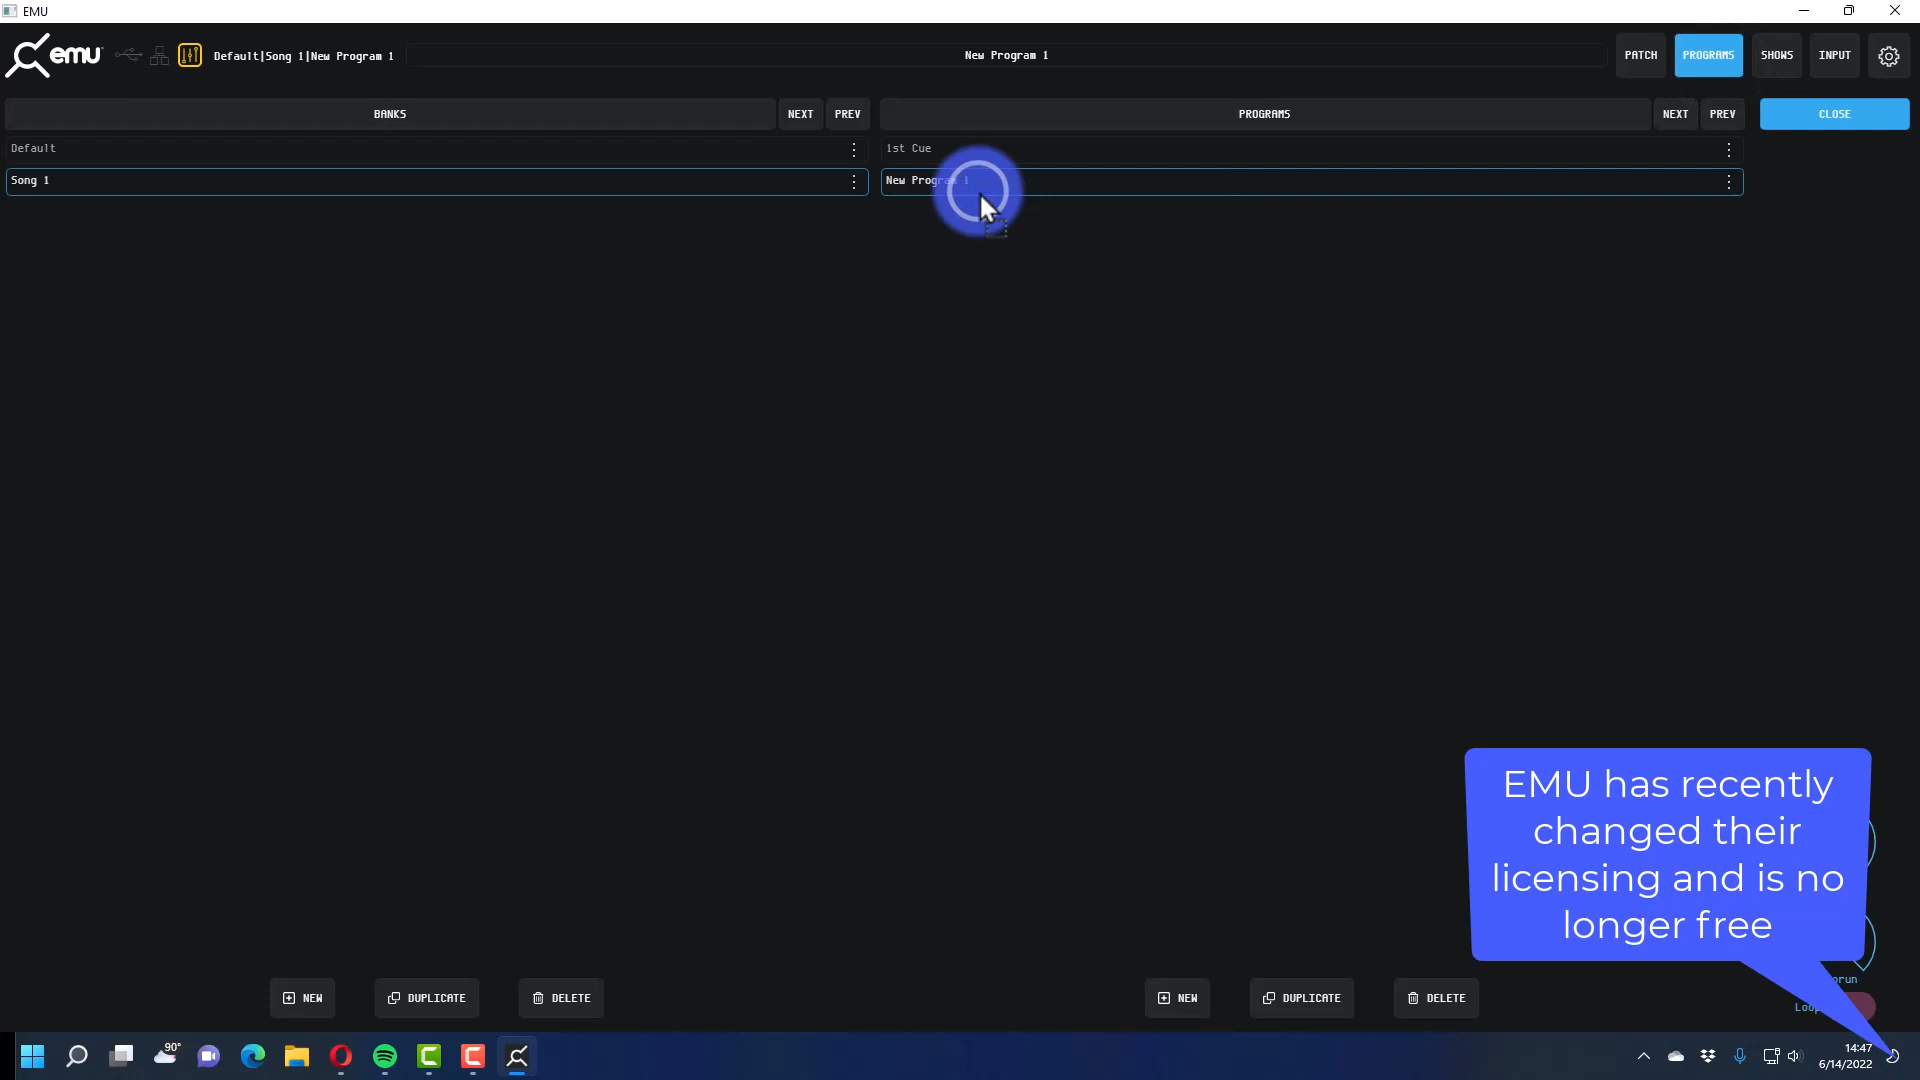 EMU
emu
Default|Song 1|New Program 1
New Program 1
PATCH
PROGRAMS
SHOWS
INPUT
BANKS
NEXT
PREV
PROGRAMS
NEXT
PREV
CLOSE
Default
1st Cue
Song 1
New Program 1
EMU has recently
changed their
licensing and is no
longer free
NEW
DUPLICATE
DELETE
NEW
DUPLICATE
DELETE
90°
14:47
6/14/2022